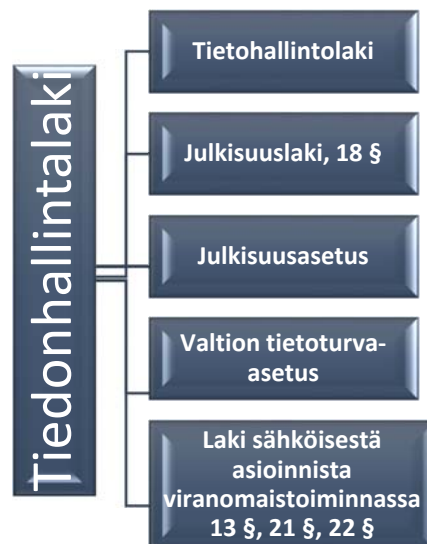 Tiedonhallintalaki
Tietohallintolaki
Julkisuuslaki, 18 §
Julkisuusasetus
Valtion tietoturva-
asetus
Laki sähköisestä
asioinnista
viranomaistoiminnassa
13 §, 21 §, 22 §